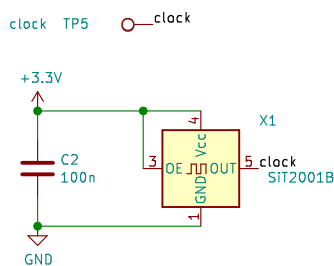 clock TP5 clock
+3.3V
X1
4
Vcc
C2
100n
3 OE OUT 5 clock
SiT2001B
GND
1
GND